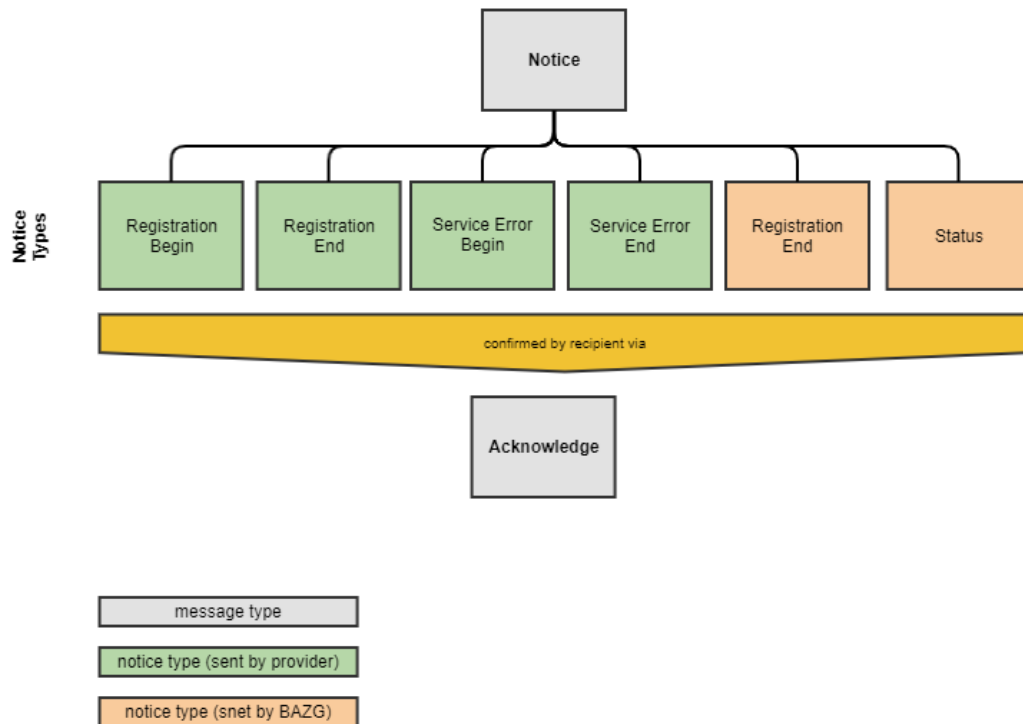 Notice
Notice
Types
Registration
Begin
Registration
End
Service Error
Begin
Service Error
End
Registration
End
Status
confirmed by recipient via
Acknowledge
message type
notice type (sent by provider)
notice type (snet by BAZG)